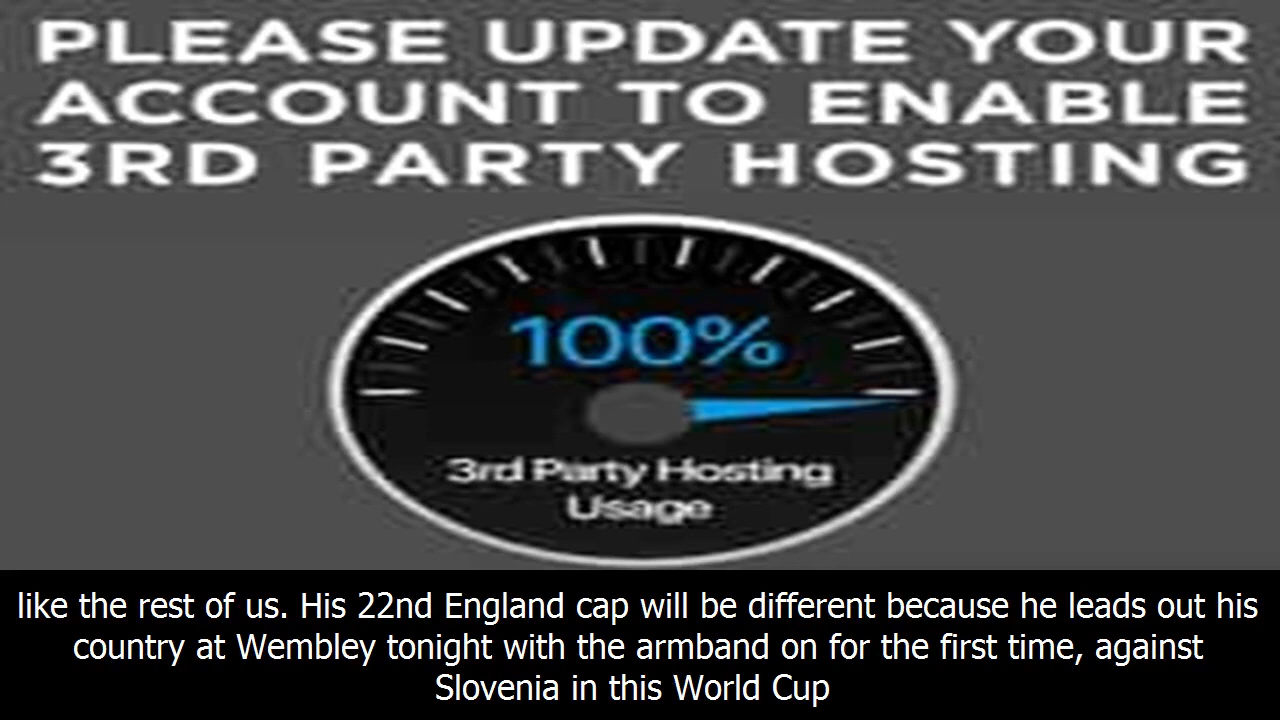 PLEASE UPDATE YOUR
ACCOUNT TO ENABLE
3RD PARTY HOSTING
100%
3rd Party Hosting
Usage
like the rest of us. His 22nd England cap will be different because he leads out his
country at Wembley tonight with the armband on for the first time, against
Slovenia in this World Cup